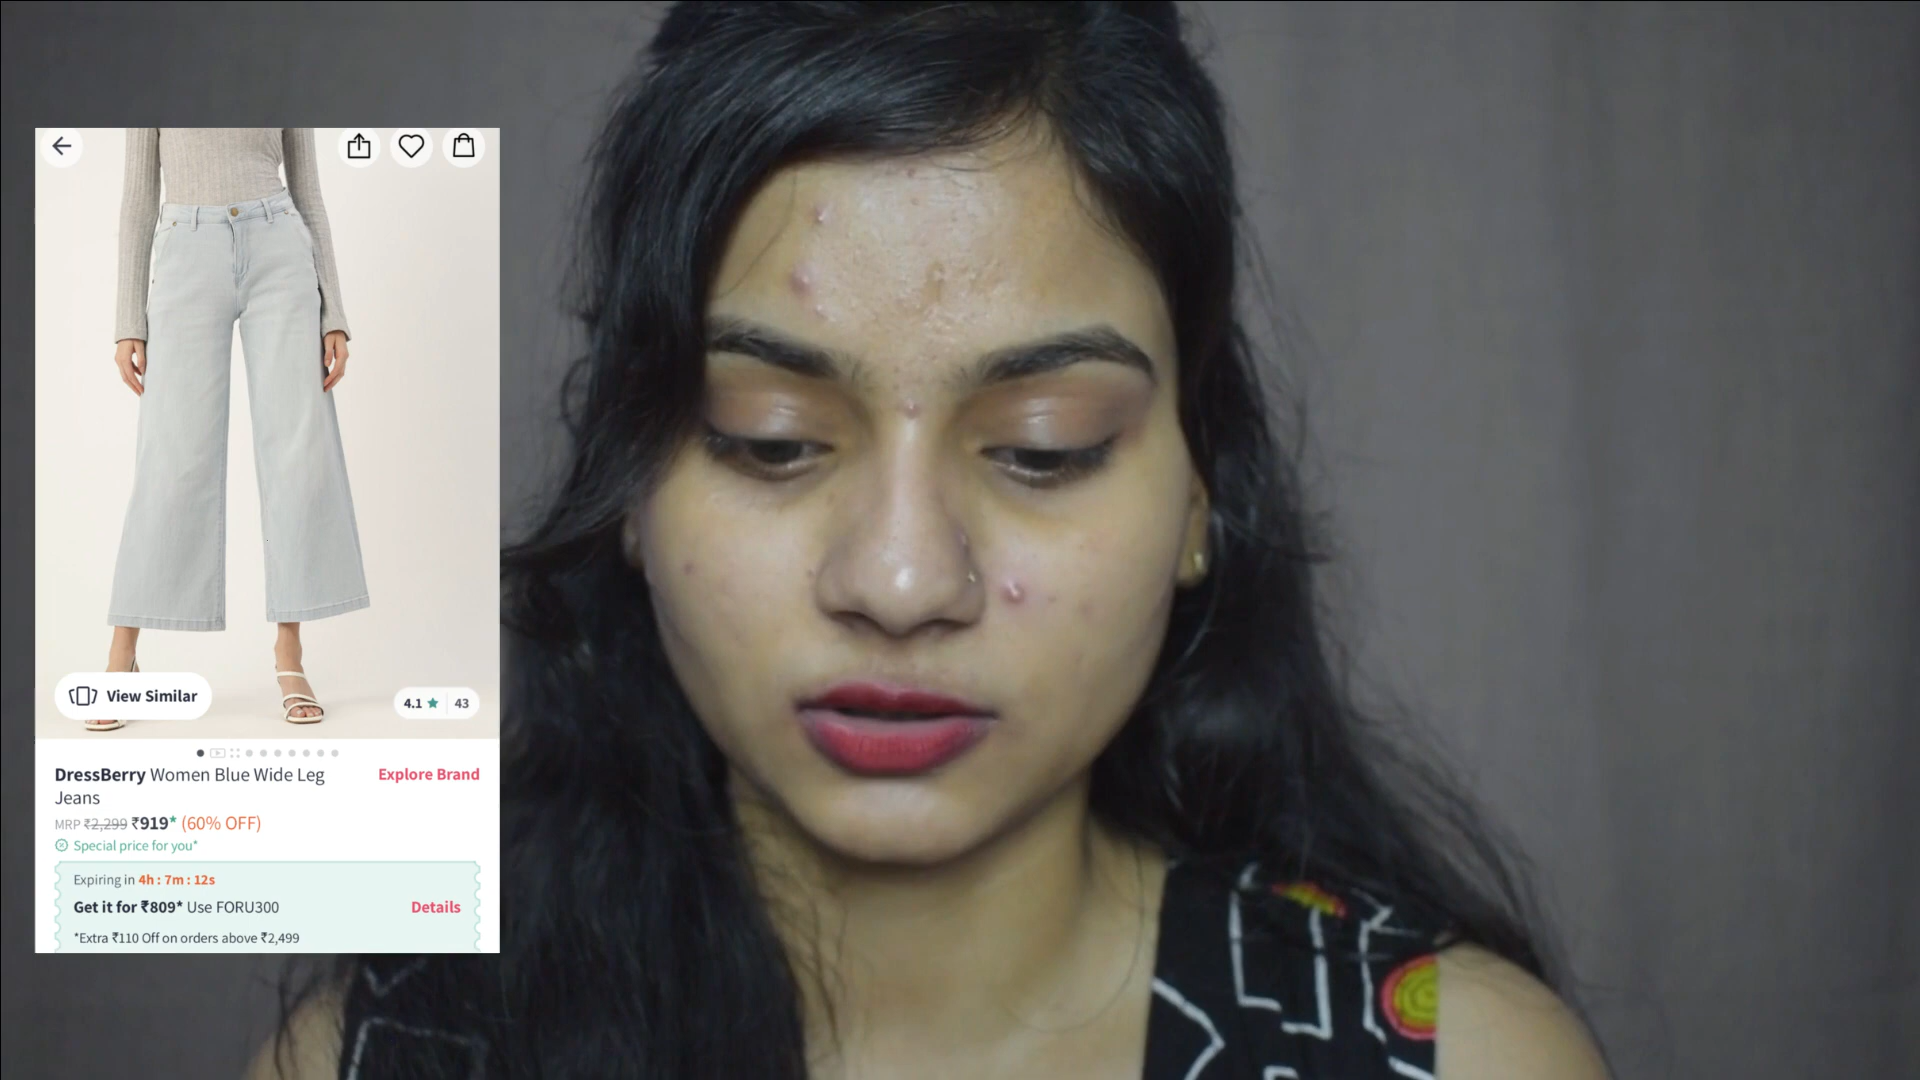 View Similar
4.1 ★ 43
DressBerry Women Blue Wide Leg Explore Brand
Jeans
MRP ₹2,299 ₹919* (60% OFF)
Special price for you*
Expiring in 4h : 7m : 12s
Get it for ₹809* Use FORU300 Details
*Extra ₹110 Off on orders above ₹2,499